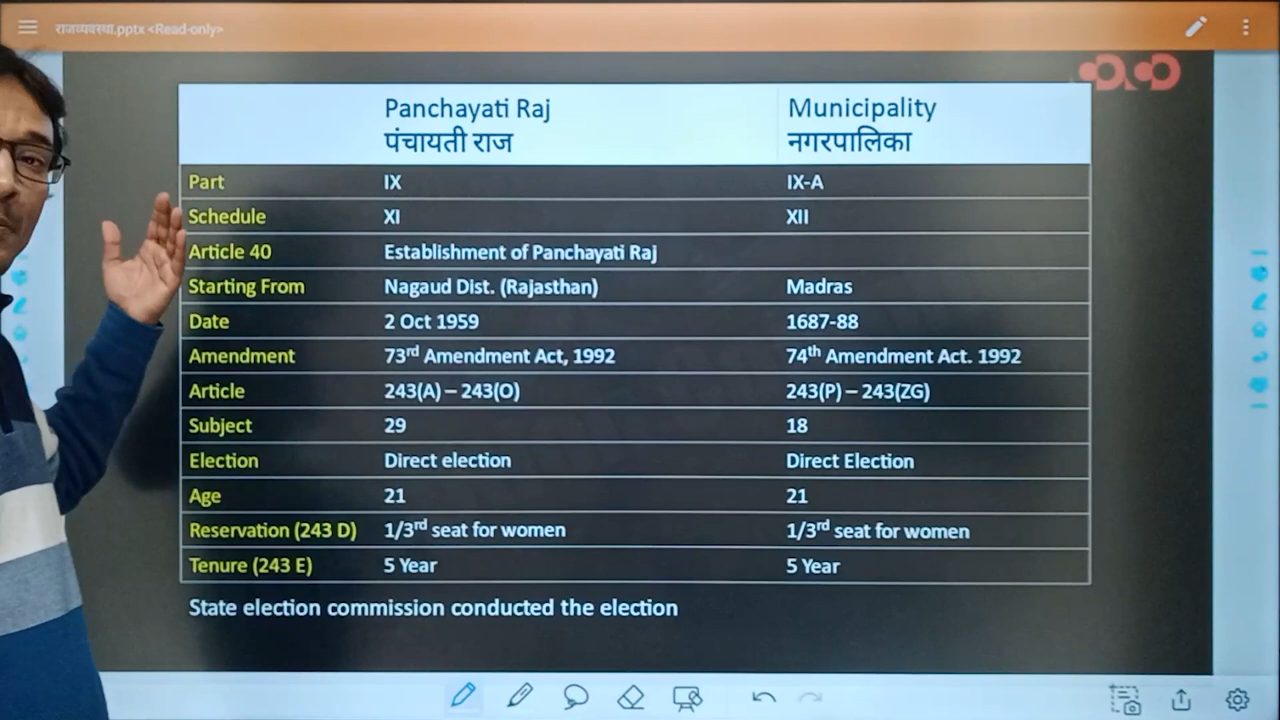 राजव्यवस्था.pptx <Read-only>
Panchayati Raj Municipality
पंचायती राज नगरपालिका
Part IX IX-A
Schedule XI XII
Article 40 Establishment of Panchayati Raj
Starting From Nagaud Dist. (Rajasthan) Madras
Date 2 Oct 1959 1687-88
Amendment 73rd Amendment Act, 1992 74th Amendment Act. 1992
Article 243(A) – 243(O) 243(P) – 243(ZG)
Subject 29 18
Election Direct election Direct Election
Age 21 21
Reservation (243 D) 1/3rd seat for women 1/3rd seat for women
Tenure (243 E) 5 Year 5 Year
State election commission conducted the election